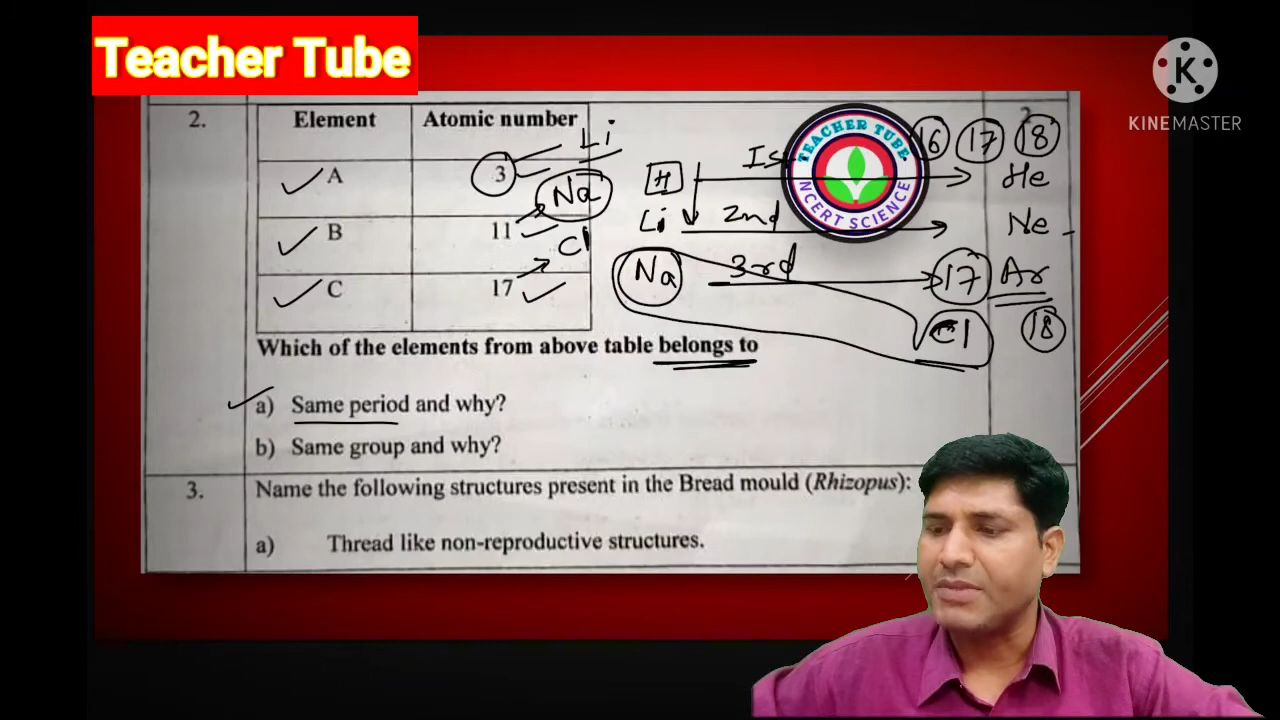 Teacher Tube
K
KINEMASTER
2.
Element Atomic number
A 3
B 11
C 17
Li
Na
Cl
TEACHER TUBE
NCERT SCIENCE
16 17 18
H Ist He
Li 2nd Ne
Na 3rd 17 Ar
Cl 18
Which of the elements from above table belongs to
a) Same period and why?
b) Same group and why?
3. Name the following structures present in the Bread mould (Rhizopus):
a) Thread like non-reproductive structures.